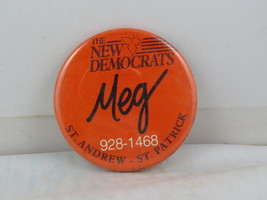 THE
NEW
DEMOCRATS
Meg
928-1468
ST. ANDREW - ST. PATRICK